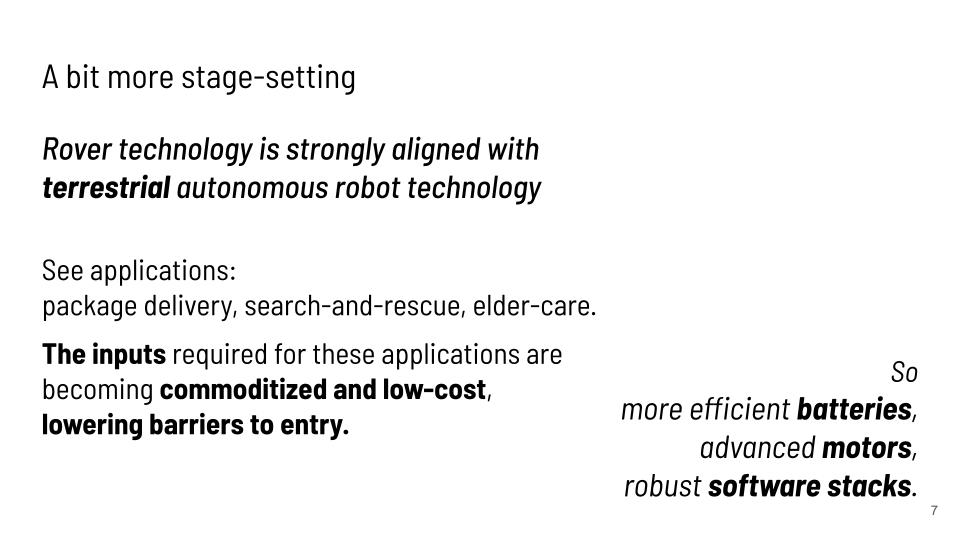 A bit more stage-setting
Rover technology is strongly aligned with
terrestrial autonomous robot technology
See applications:
package delivery, search-and-rescue, elder-care.
The inputs required for these applications are
becoming commoditized and low-cost,
lowering barriers to entry.
So
more efficient batteries,
advanced motors,
robust software stacks.
7